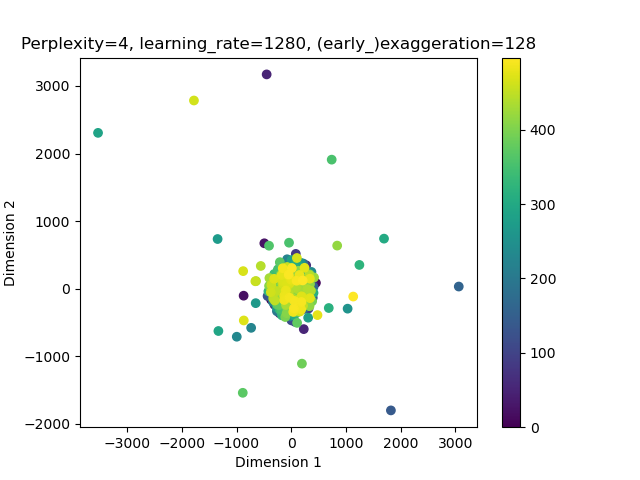 Perplexity=4, learning_rate=1280, (early_)exaggeration=128
3000
2000
1000
0
−1000
−2000
Dimension 2
−3000 −2000 −1000 0 1000 2000 3000
Dimension 1
400
300
200
100
0